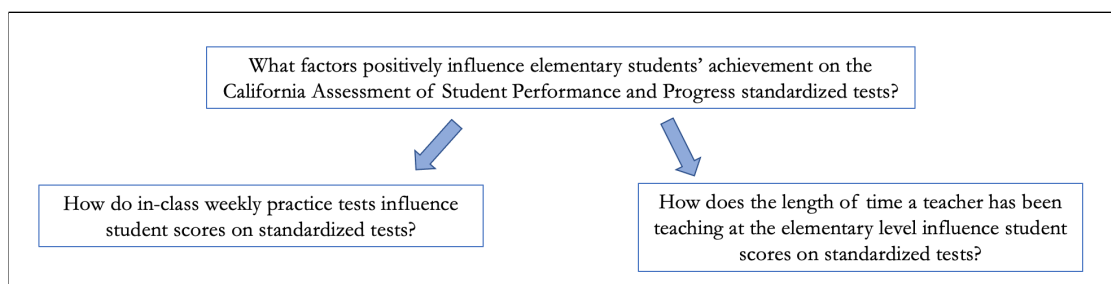 What factors positively influence elementary students’ achievement on the
California Assessment of Student Performance and Progress standardized tests?
How do in-class weekly practice tests influence
student scores on standardized tests?
How does the length of time a teacher has been
teaching at the elementary level influence student
scores on standardized tests?